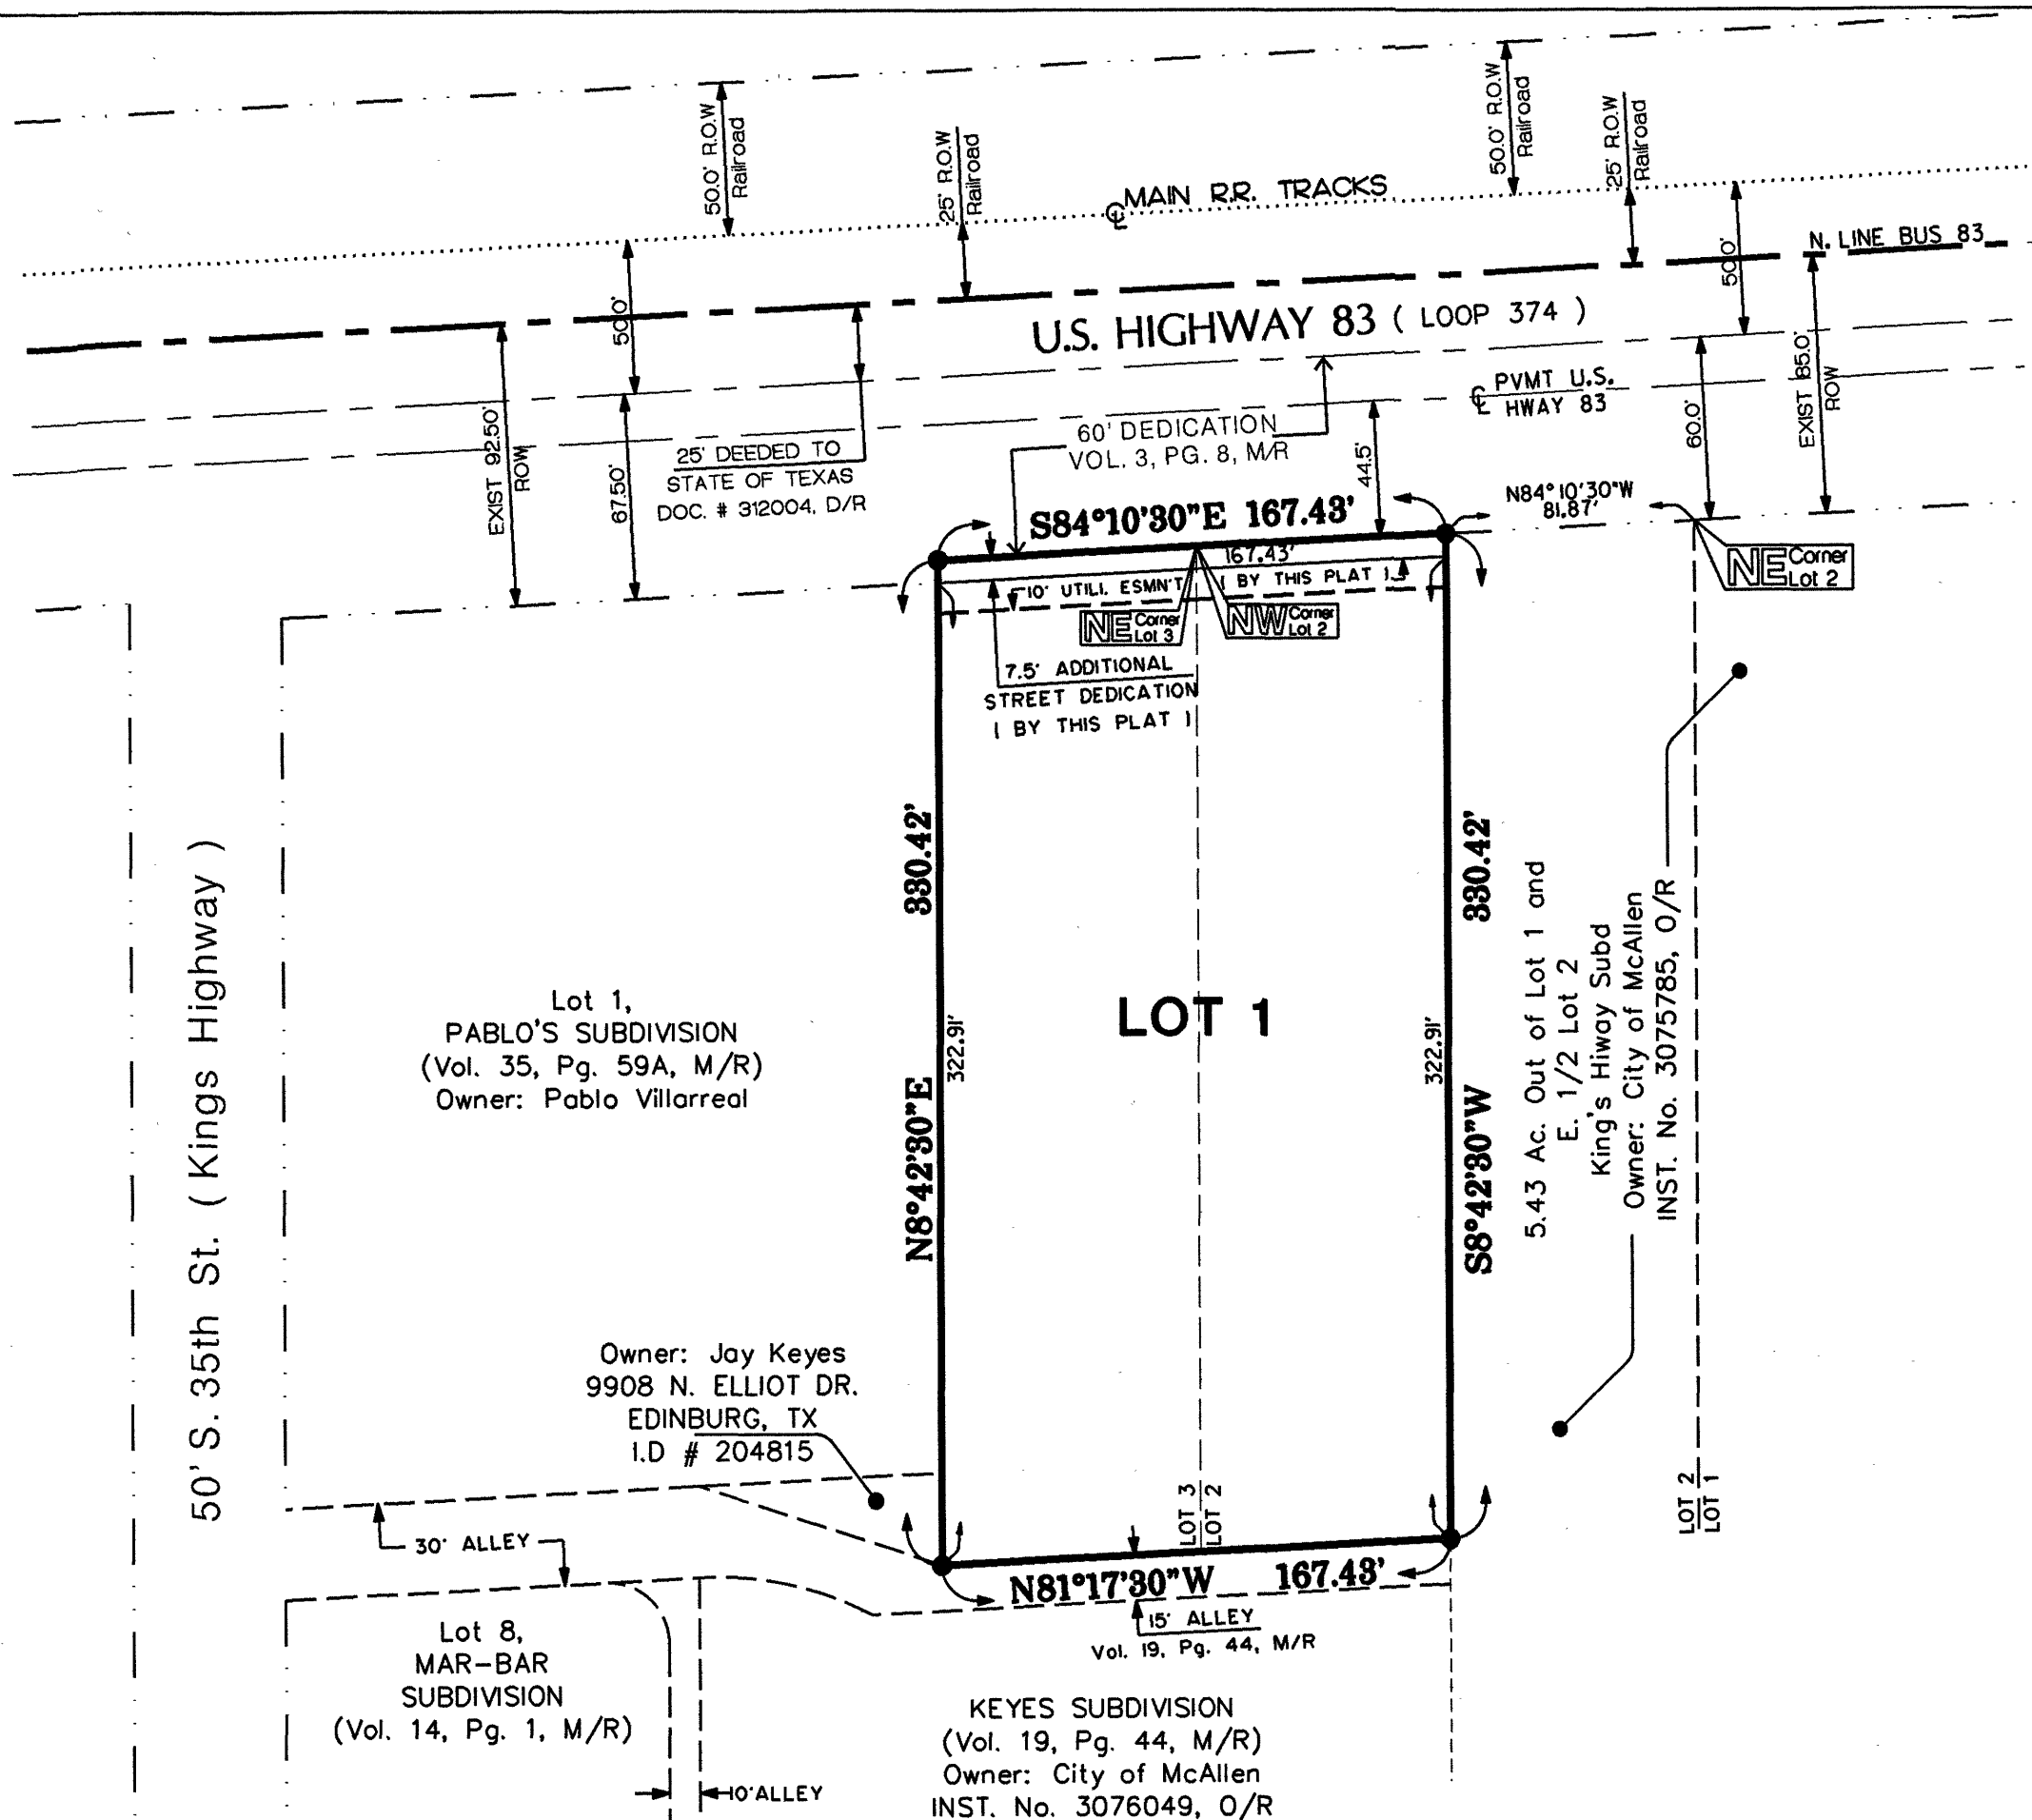 50.0' R.O.W
Railroad
25' R.O.W
Railroad
50.0' R.O.W
Railroad
25' R.O.W
Railroad
℄ MAIN R.R. TRACKS
N. LINE BUS 83
50.0'
50.0'
U.S. HIGHWAY 83 ( LOOP 374 )
EXIST 92.50'
ROW
67.50'
25' DEEDED TO
STATE OF TEXAS
DOC. # 312004, D/R
60' DEDICATION
VOL. 3, PG. 8, M/R
44.5'
℄ PVMT U.S.
HWAY 83
60.0'
EXIST 85.0'
ROW
N84°10'30"W
81.87'
S84°10'30"E 167.43'
167.43'
10' UTILI. ESMN'T ( BY THIS PLAT )
NE Corner
Lot 3
NW Corner
Lot 2
NE Corner
Lot 2
7.5' ADDITIONAL
STREET DEDICATION
( BY THIS PLAT )
50' S. 35th St. ( Kings Highway )
Lot 1,
PABLO'S SUBDIVISION
(Vol. 35, Pg. 59A, M/R)
Owner: Pablo Villarreal
N8°42'30"E 330.42'
322.91'
LOT 1
322.91'
S8°42'30"W 330.42'
5.43 Ac. Out of Lot 1 and
E. 1/2 Lot 2
King's Hiway Subd
Owner: City of McAllen
INST. No. 3075785, O/R
Owner: Jay Keyes
9908 N. ELLIOT DR.
EDINBURG, TX
I.D # 204815
LOT 3
LOT 2
LOT 2
LOT 1
30' ALLEY
N81°17'30"W 167.43'
15' ALLEY
Vol. 19, Pg. 44, M/R
Lot 8,
MAR-BAR
SUBDIVISION
(Vol. 14, Pg. 1, M/R)
10' ALLEY
KEYES SUBDIVISION
(Vol. 19, Pg. 44, M/R)
Owner: City of McAllen
INST. No. 3076049, O/R